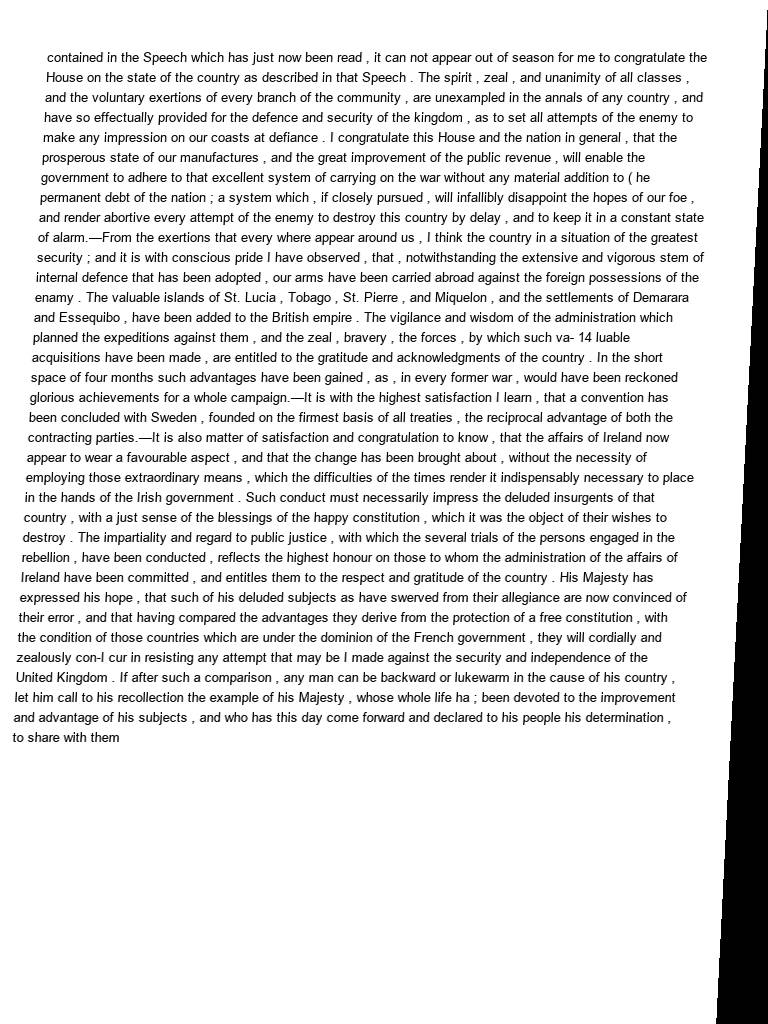 contained in the Speech which has just now been read , it can not appear out of season for me to congratulate the
House on the state of the country as described in that Speech . The spirit , zeal , and unanimity of all classes ,
and the voluntary exertions of every branch of the community , are unexampled in the annals of any country , and
have so effectually provided for the defence and security of the kingdom , as to set all attempts of the enemy to
make any impression on our coasts at defiance . I congratulate this House and the nation in general , that the
prosperous state of our manufactures , and the great improvement of the public revenue , will enable the
government to adhere to that excellent system of carrying on the war without any material addition to ( he
permanent debt of the nation ; a system which , if closely pursued , will infallibly disappoint the hopes of our foe ,
and render abortive every attempt of the enemy to destroy this country by delay , and to keep it in a constant state
of alarm.—From the exertions that every where appear around us , I think the country in a situation of the greatest
security ; and it is with conscious pride I have observed , that , notwithstanding the extensive and vigorous stem of
internal defence that has been adopted , our arms have been carried abroad against the foreign possessions of the
enamy . The valuable islands of St. Lucia , Tobago , St. Pierre , and Miquelon , and the settlements of Demarara
and Essequibo , have been added to the British empire . The vigilance and wisdom of the administration which
planned the expeditions against them , and the zeal , bravery , the forces , by which such va- 14 luable
acquisitions have been made , are entitled to the gratitude and acknowledgments of the country . In the short
space of four months such advantages have been gained , as , in every former war , would have been reckoned
glorious achievements for a whole campaign.—It is with the highest satisfaction I learn , that a convention has
been concluded with Sweden , founded on the firmest basis of all treaties , the reciprocal advantage of both the
contracting parties.—It is also matter of satisfaction and congratulation to know , that the affairs of Ireland now
appear to wear a favourable aspect , and that the change has been brought about , without the necessity of
employing those extraordinary means , which the difficulties of the times render it indispensably necessary to place
in the hands of the Irish government . Such conduct must necessarily impress the deluded insurgents of that
country , with a just sense of the blessings of the happy constitution , which it was the object of their wishes to
destroy . The impartiality and regard to public justice , with which the several trials of the persons engaged in the
rebellion , have been conducted , reflects the highest honour on those to whom the administration of the affairs of
Ireland have been committed , and entitles them to the respect and gratitude of the country . His Majesty has
expressed his hope , that such of his deluded subjects as have swerved from their allegiance are now convinced of
their error , and that having compared the advantages they derive from the protection of a free constitution , with
the condition of those countries which are under the dominion of the French government , they will cordially and
zealously con-I cur in resisting any attempt that may be I made against the security and independence of the
United Kingdom . If after such a comparison , any man can be backward or lukewarm in the cause of his country ,
let him call to his recollection the example of his Majesty , whose whole life ha ; been devoted to the improvement
and advantage of his subjects , and who has this day come forward and declared to his people his determination ,
to share with them